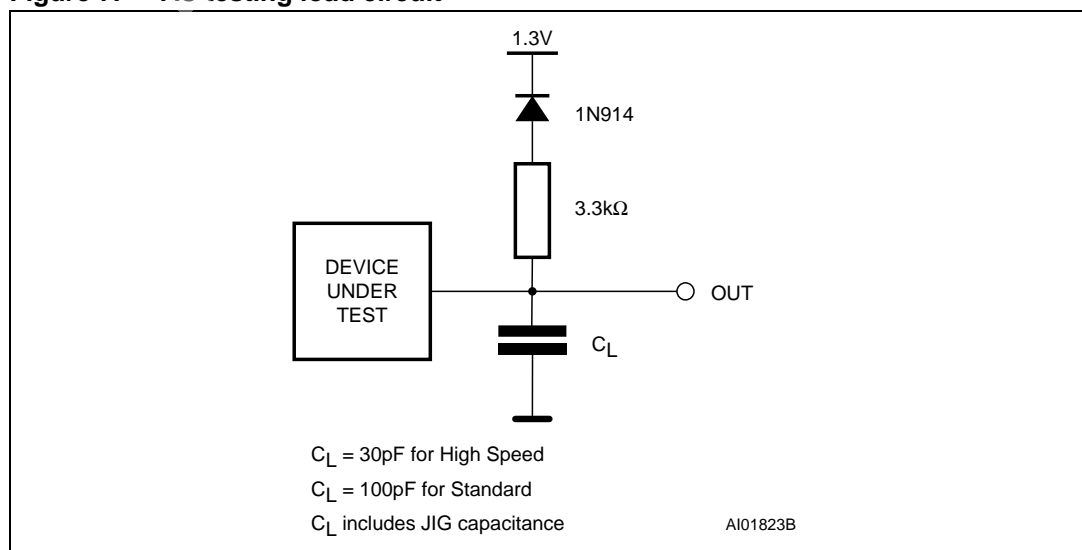 1.3V
1N914
3.3kΩ
DEVICE
UNDER
TEST
OUT
CL
CL = 30pF for High Speed
CL = 100pF for Standard
CL includes JIG capacitance
AI01823B